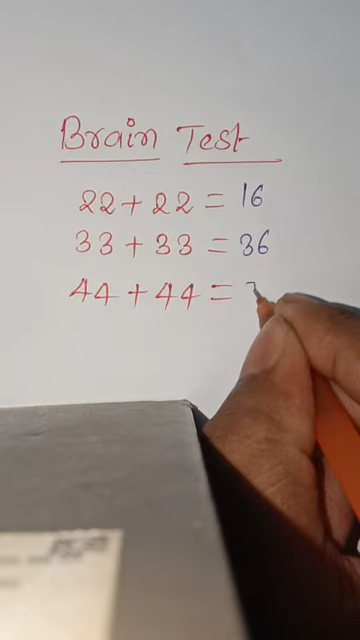 Brain Test
22 + 22 = 16
33 + 33 = 36
44 + 44 =